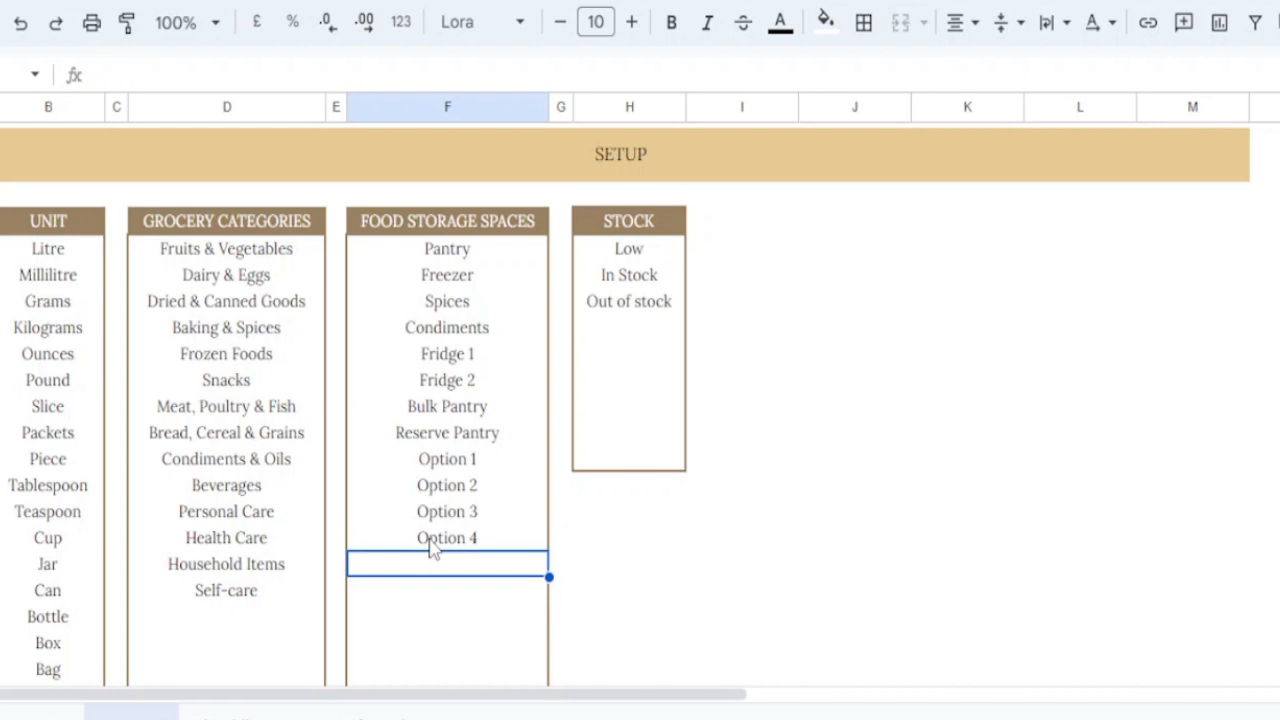 100% £ % .0 .00 123 Lora 10 B I A A
fx
B C D E F G H I J K L M
SETUP
UNIT GROCERY CATEGORIES FOOD STORAGE SPACES STOCK
Litre Fruits & Vegetables Pantry Low
Millilitre Dairy & Eggs Freezer In Stock
Grams Dried & Canned Goods Spices Out of stock
Kilograms Baking & Spices Condiments
Ounces Frozen Foods Fridge 1
Pound Snacks Fridge 2
Slice Meat, Poultry & Fish Bulk Pantry
Packets Bread, Cereal & Grains Reserve Pantry
Piece Condiments & Oils Option 1
Tablespoon Beverages Option 2
Teaspoon Personal Care Option 3
Cup Health Care Option 4
Jar Household Items
Can Self-care
Bottle
Box
Bag